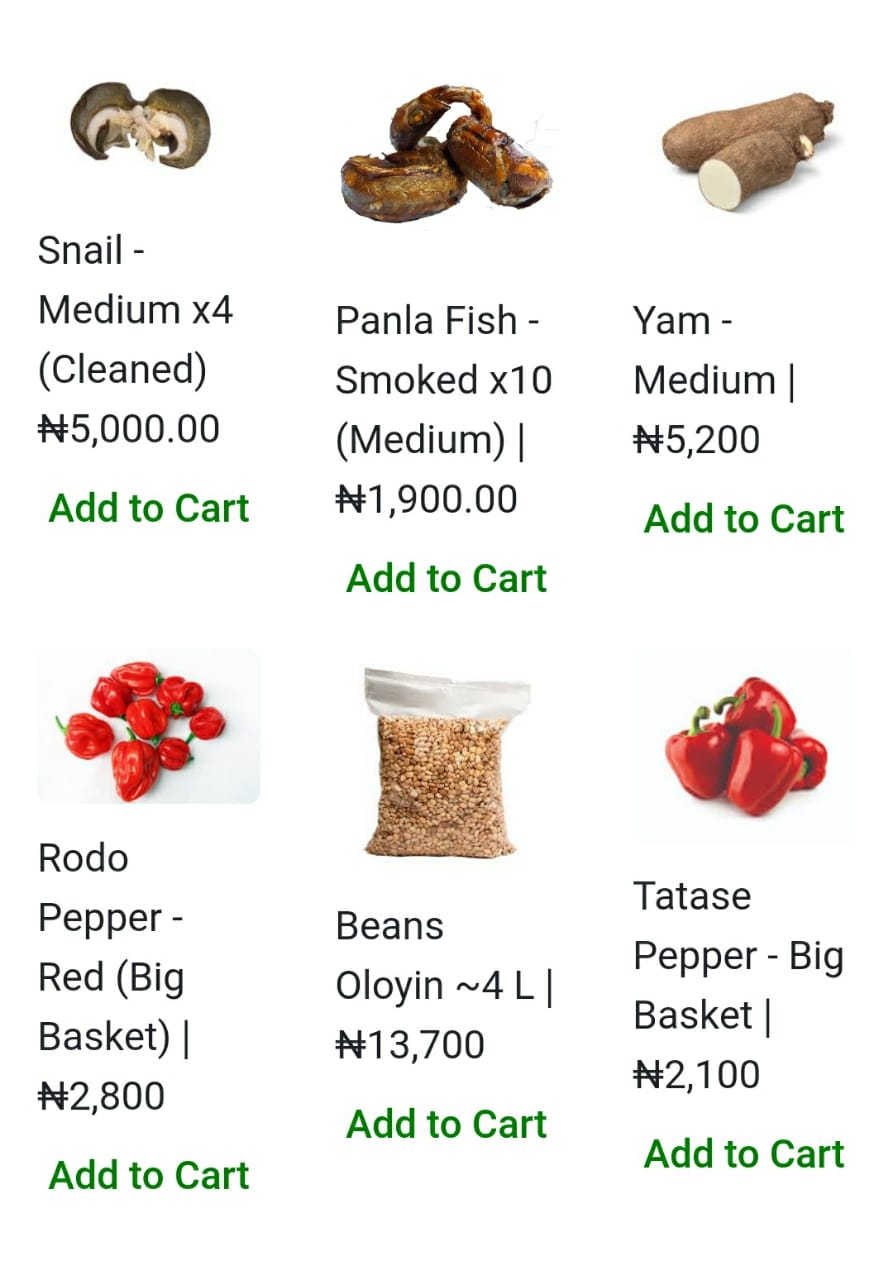 Snail -
Medium x4
(Cleaned)
₦5,000.00
Add to Cart
Panla Fish -
Smoked x10
(Medium) |
₦1,900.00
Add to Cart
Yam -
Medium |
₦5,200
Add to Cart
Rodo
Pepper -
Red (Big
Basket) |
₦2,800
Add to Cart
Beans
Oloyin ~4 L |
₦13,700
Add to Cart
Tatase
Pepper - Big
Basket |
₦2,100
Add to Cart